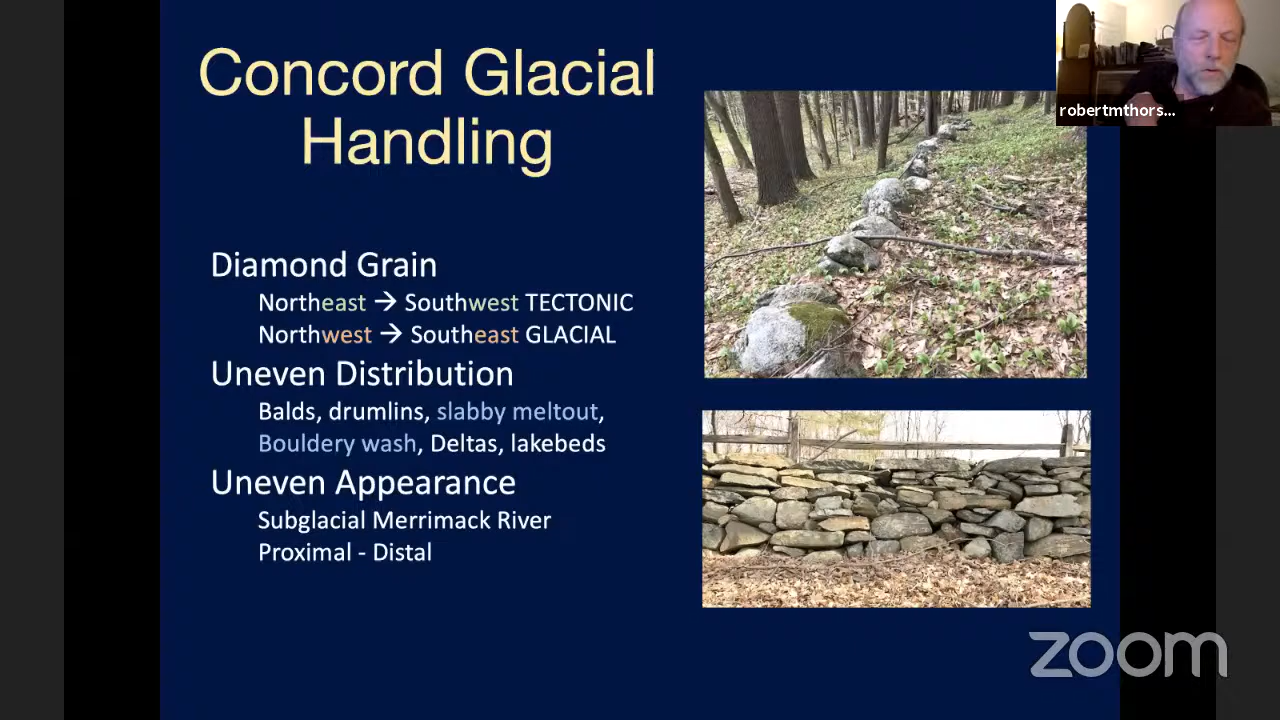 Concord Glacial
Handling
robertmthors...
Diamond Grain
Northeast → Southwest TECTONIC
Northwest → Southeast GLACIAL
Uneven Distribution
Balds, drumlins, slabby meltout,
Bouldery wash, Deltas, lakebeds
Uneven Appearance
Subglacial Merrimack River
Proximal - Distal
zoom